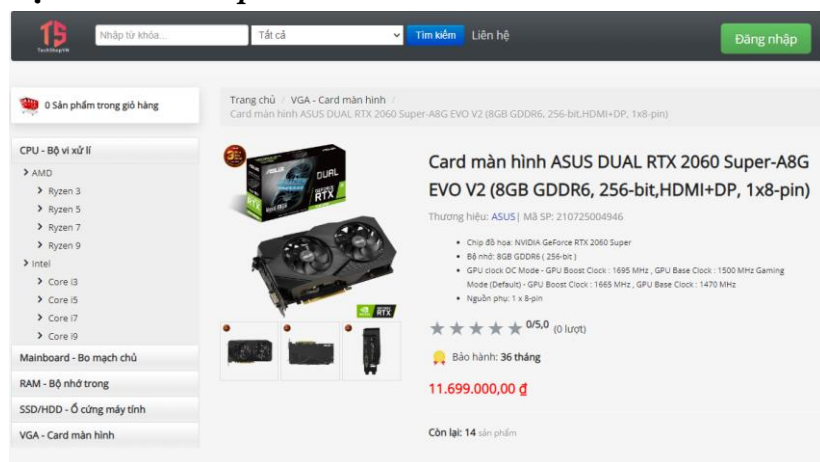 TS
TechShopVN
Nhập từ khóa...
Tất cả
Tìm kiếm
Liên hệ
Đăng nhập
0 Sản phẩm trong giỏ hàng
Trang chủ / VGA - Card màn hình /
Card màn hình ASUS DUAL RTX 2060 Super-A8G EVO V2 (8GB GDDR6, 256-bit,HDMI+DP, 1x8-pin)
CPU - Bộ vi xử lí
AMD
Ryzen 3
Ryzen 5
Ryzen 7
Ryzen 9
Intel
Core i3
Core i5
Core i7
Core i9
Mainboard - Bo mạch chủ
RAM - Bộ nhớ trong
SSD/HDD - Ổ cứng máy tính
VGA - Card màn hình
DUAL
RTX
RTX
Card màn hình ASUS DUAL RTX 2060 Super-A8G
EVO V2 (8GB GDDR6, 256-bit,HDMI+DP, 1x8-pin)
Thương hiệu: ASUS| Mã SP: 210725004946
Chip đồ họa: NVIDIA GeForce RTX 2060 Super
Bộ nhớ: 8GB GDDR6 ( 256-bit )
GPU clock OC Mode - GPU Boost Clock : 1695 MHz , GPU Base Clock : 1500 MHz Gaming
Mode (Default) - GPU Boost Clock : 1665 MHz , GPU Base Clock : 1470 MHz
Nguồn phụ: 1 x 8-pin
0/5,0 (0 lượt)
Bảo hành: 36 tháng
11.699.000,00 ₫
Còn lại: 14 sản phẩm